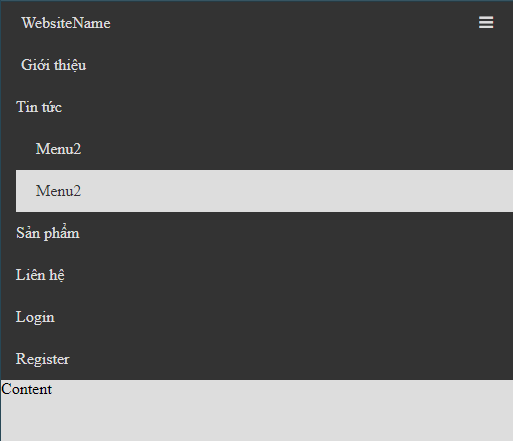 WebsiteName
Giới thiệu
Tin tức
Menu2
Menu2
Sản phẩm
Liên hệ
Login
Register
Content